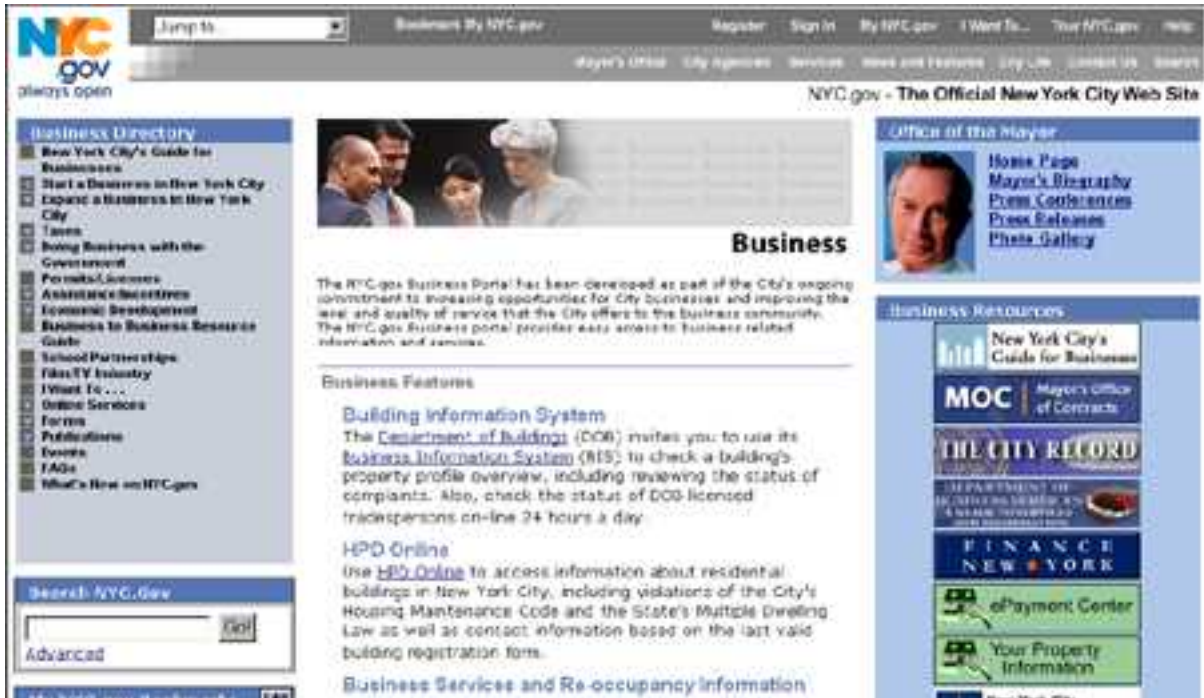 NYC
.gov
always open
Jump to...
Bookmark My NYC.gov
Register Sign In My NYC.gov I Want To... Your NYC.gov Help
Mayor's Office City Agencies Services News and Features City Life Contact Us Search
NYC.gov - The Official New York City Web Site
Business Directory
New York City's Guide for
Businesses
Start a Business in New York City
Expand a Business in New York
City
Taxes
Doing Business with the
Government
Permits/Licenses
Assistance/Incentives
Economic Development
Business to Business Resource
Guide
School Partnerships
Film/TV Industry
I Want To . . .
Online Services
Forms
Publications
Events
FAQs
What's New on NYC.gov
Search NYC.Gov
Go!
Advanced
Business
The NYC.gov Business Portal has been developed as part of the City's ongoing
commitment to increasing opportunities for City businesses and improving the
level and quality of service that the City offers to the business community.
The NYC.gov Business portal provides easy access to business related
information and services.
Business Features
Building Information System
The Department of Buildings (DOB) invites you to use its
Business Information System (BIS) to check a building's
property profile overview, including reviewing the status of
complaints. Also, check the status of DOB licensed
tradespersons on-line 24 hours a day.
HPD Online
Use HPD Online to access information about residential
buildings in New York City, including violations of the City's
Housing Maintenance Code and the State's Multiple Dwelling
Law as well as contact information based on the last valid
building registration form.
Business Services and Re-occupancy Information
Office of the Mayor
Home Page
Mayor's Biography
Press Conferences
Press Releases
Photo Gallery
Business Resources
New York City's
Guide for Businesses
MOC Mayor's Office
of Contracts
THE CITY RECORD
DEPARTMENT OF
BUSINESS SERVICES
FINANCE
NEW YORK
ePayment Center
Your Property
Information